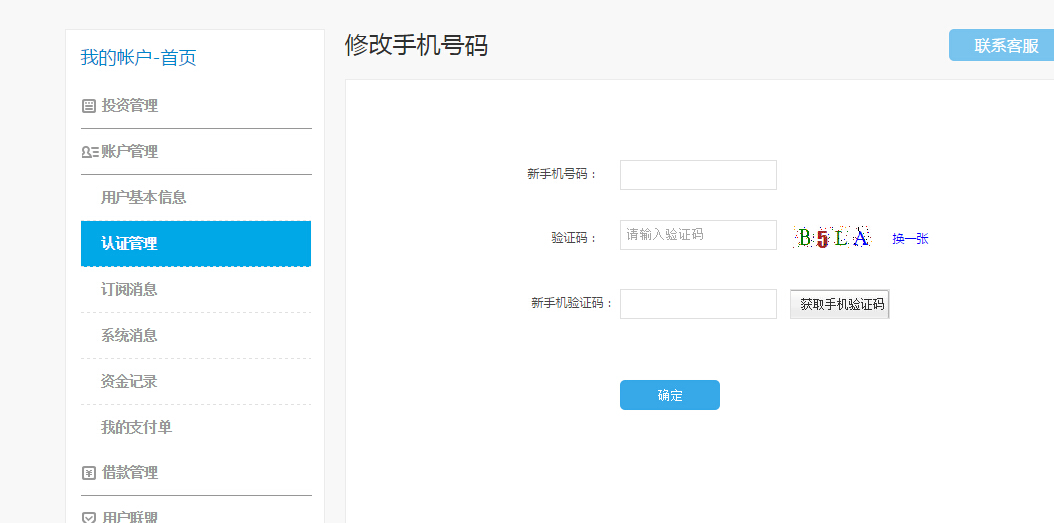 我的帐户-首页
投资管理
账户管理
用户基本信息
认证管理
订阅消息
系统消息
资金记录
我的支付单
借款管理
用户联盟
修改手机号码
联系客服
新手机号码：
验证码： 请输入验证码 B5LA 换一张
新手机验证码： 获取手机验证码
确定